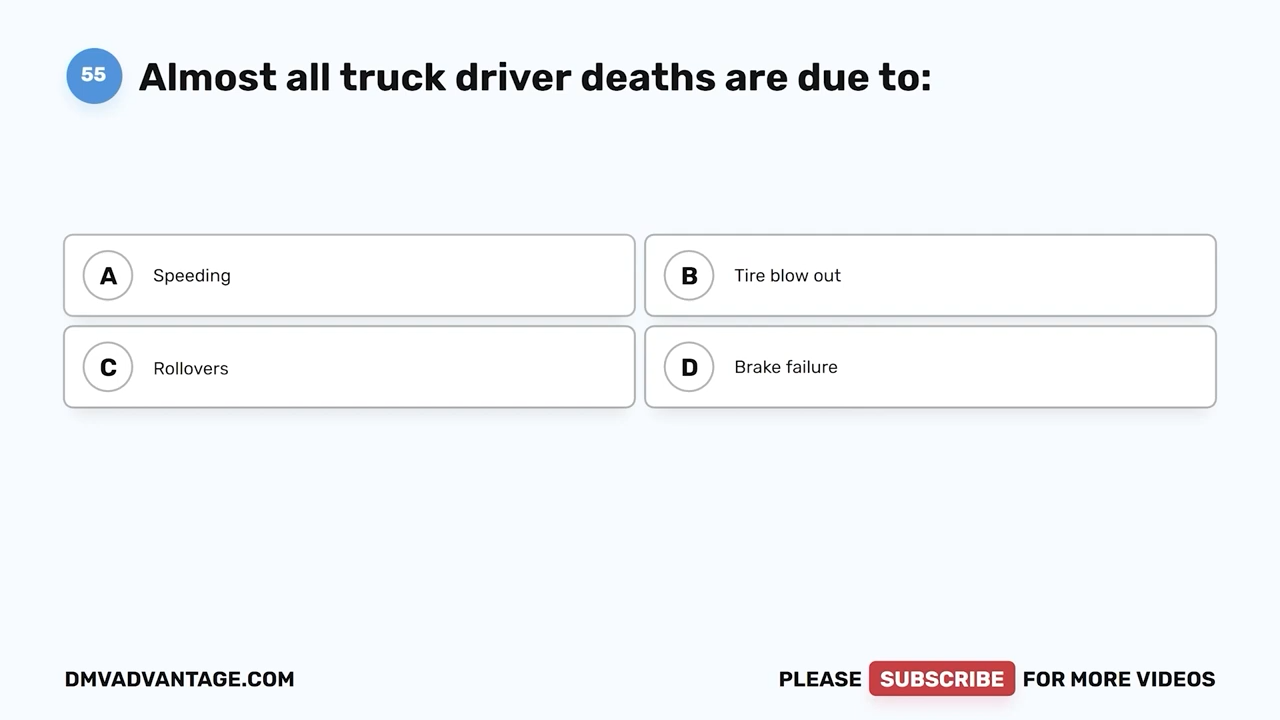 55 Almost all truck driver deaths are due to:
A Speeding
B Tire blow out
C Rollovers
D Brake failure
DMVADVANTAGE.COM
PLEASE SUBSCRIBE FOR MORE VIDEOS